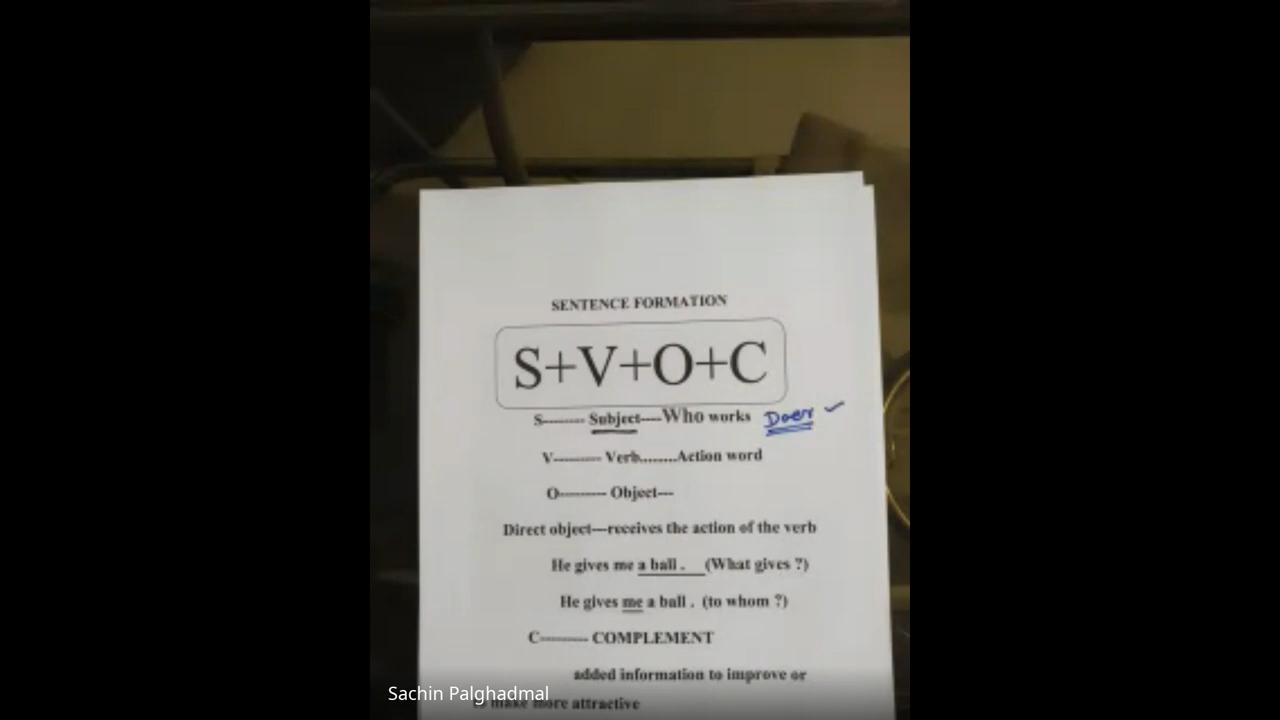 SENTENCE FORMATION
S+V+O+C
S-------- Subject----Who works Doer ✓
V---------- Verb........Action word
O---------- Object---
Direct object---receives the action of the verb
He gives me a ball . (What gives ?)
He gives me a ball . (to whom ?)
C---------- COMPLEMENT
added information to improve or
make more attractive
Sachin Palghadmal